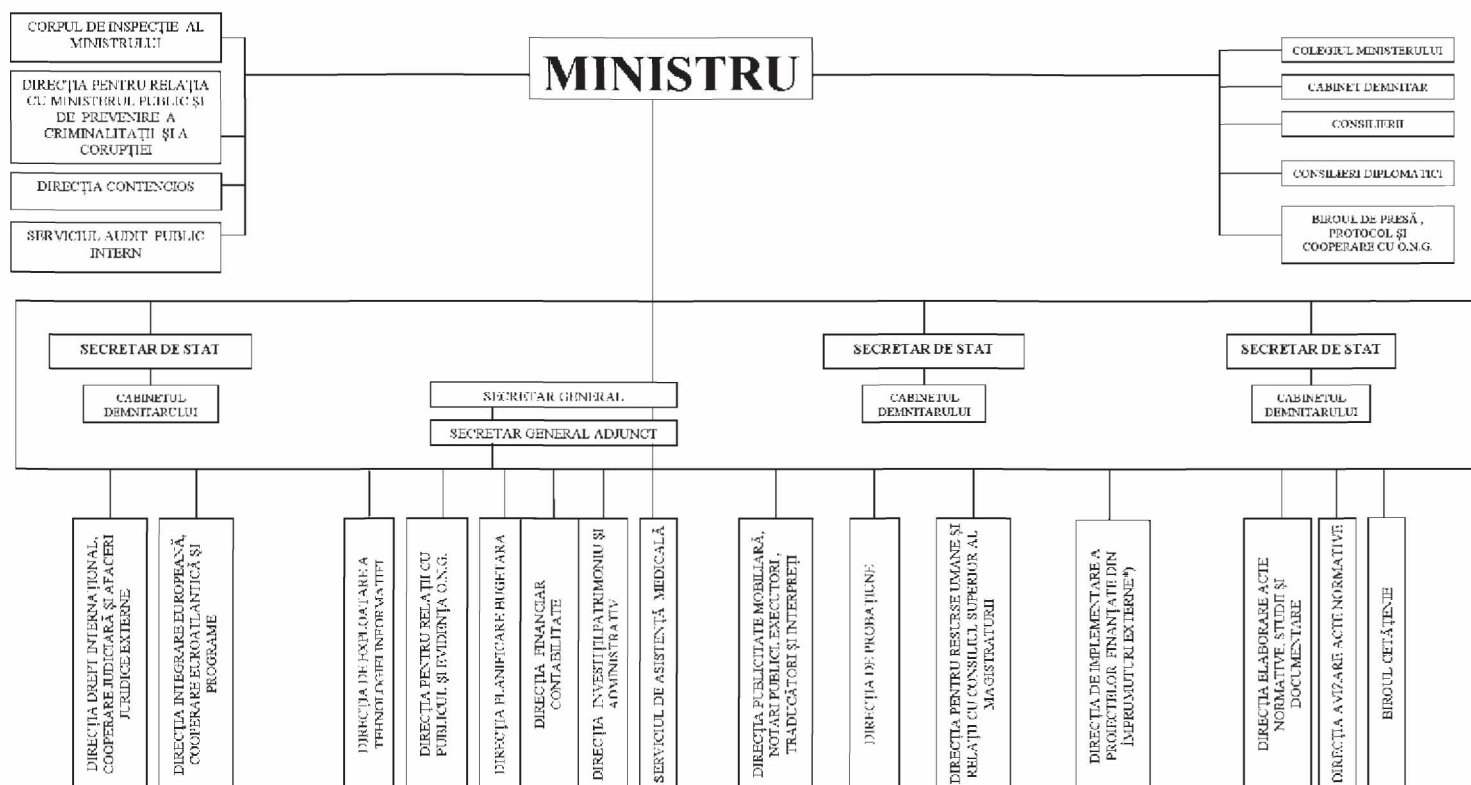 CORPUL DE INSPECȚIE AL
MINISTRULUI
DIRECȚIA PENTRU RELAȚIA
CU MINISTERUL PUBLIC ȘI
DE PREVENIRE A
CRIMINALITAȚII ȘI A
CORUPȚIEI
DIRECȚIA CONTENCIOS
SERVICIUL AUDIT PUBLIC
INTERN
MINISTRU
COLEGIUL MINISTERULUI
CABINET DEMNITAR
CONSILIERII
CONSILIERI DIPLOMATICI
BIROUL DE PRESĂ ,
PROTOCOL ȘI
COOPERARE CU O.N.G.
SECRETAR DE STAT
CABINETUL
DEMNITARULUI
SECRETAR GENERAL
SECRETAR GENERAL ADJUNCT
SECRETAR DE STAT
CABINETUL
DEMNITARULUI
SECRETAR DE STAT
CABINETUL
DEMNITARULUI
DIRECȚIA DREPT INTERNAȚIONAL,
COOPERARE JUDICIARĂ ȘI AFACERI
JURIDICE EXTERNE
DIRECȚIA INTEGRARE EUROPEANĂ,
COOPERARE EUROATLANTICĂ ȘI
PROGRAME
DIRECȚIA DE EXPLOATARE A
TEHNOLOGIEI INFORMAȚIEI
DIRECȚIA PENTRU RELAȚII CU
PUBLICUL ȘI EVIDENȚA O.N.G.
DIRECȚIA PLANIFICARE BUGETARA
DIRECȚIA FINANCIAR
CONTABILITATE
DIRECȚIA INVESTIȚII,PATRIMONIU ȘI
ADMINISTRATIV
SERVICIUL DE ASISTENȚĂ MEDICALĂ
DIRECȚIA PUBLICITATE MOBILIARĂ,
NOTARI PUBLICI, EXECUTORI ,
TRADUCĂTORI ȘI INTERPREȚI
DIRECȚIA DE PROBAȚIUNE
DIRECȚIA PENTRU RESURSE UMANE ȘI
RELAȚII CU CONSILIUL SUPERIOR AL
MAGISTRATURII
DIRECȚIA DE IMPLEMENTARE A
PROIECTELOR FINANȚATE DIN
ÎMPRUMUTURI EXTERNE*)
DIRECȚIA ELABORARE ACTE
NORMATIVE, STUDII ȘI
DOCUMENTARE
DIRECȚIA AVIZARE ACTE NORMATIVE
BIROUL CETĂȚENIE